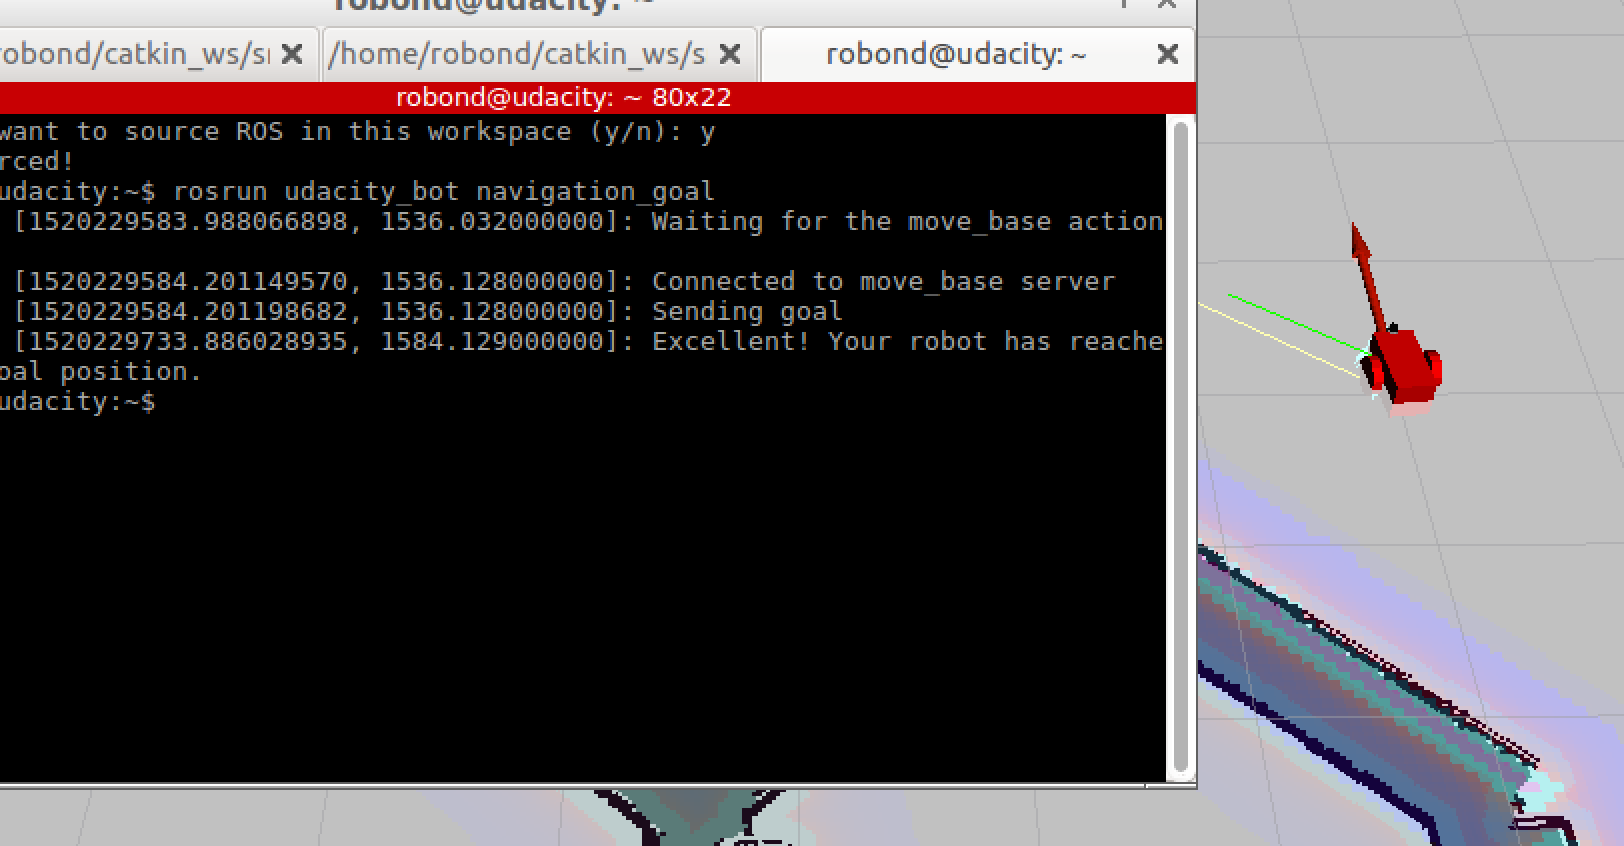 robond@udacity: ~
robond/catkin_ws/s
/home/robond/catkin_ws/s
robond@udacity: ~
robond@udacity: ~ 80x22
want to source ROS in this workspace (y/n): y
rced!
udacity:~$ rosrun udacity_bot navigation_goal
[1520229583.988066898, 1536.032000000]: Waiting for the move_base action
[1520229584.201149570, 1536.128000000]: Connected to move_base server
[1520229584.201198682, 1536.128000000]: Sending goal
[1520229733.886028935, 1584.129000000]: Excellent! Your robot has reache
oal position.
udacity:~$